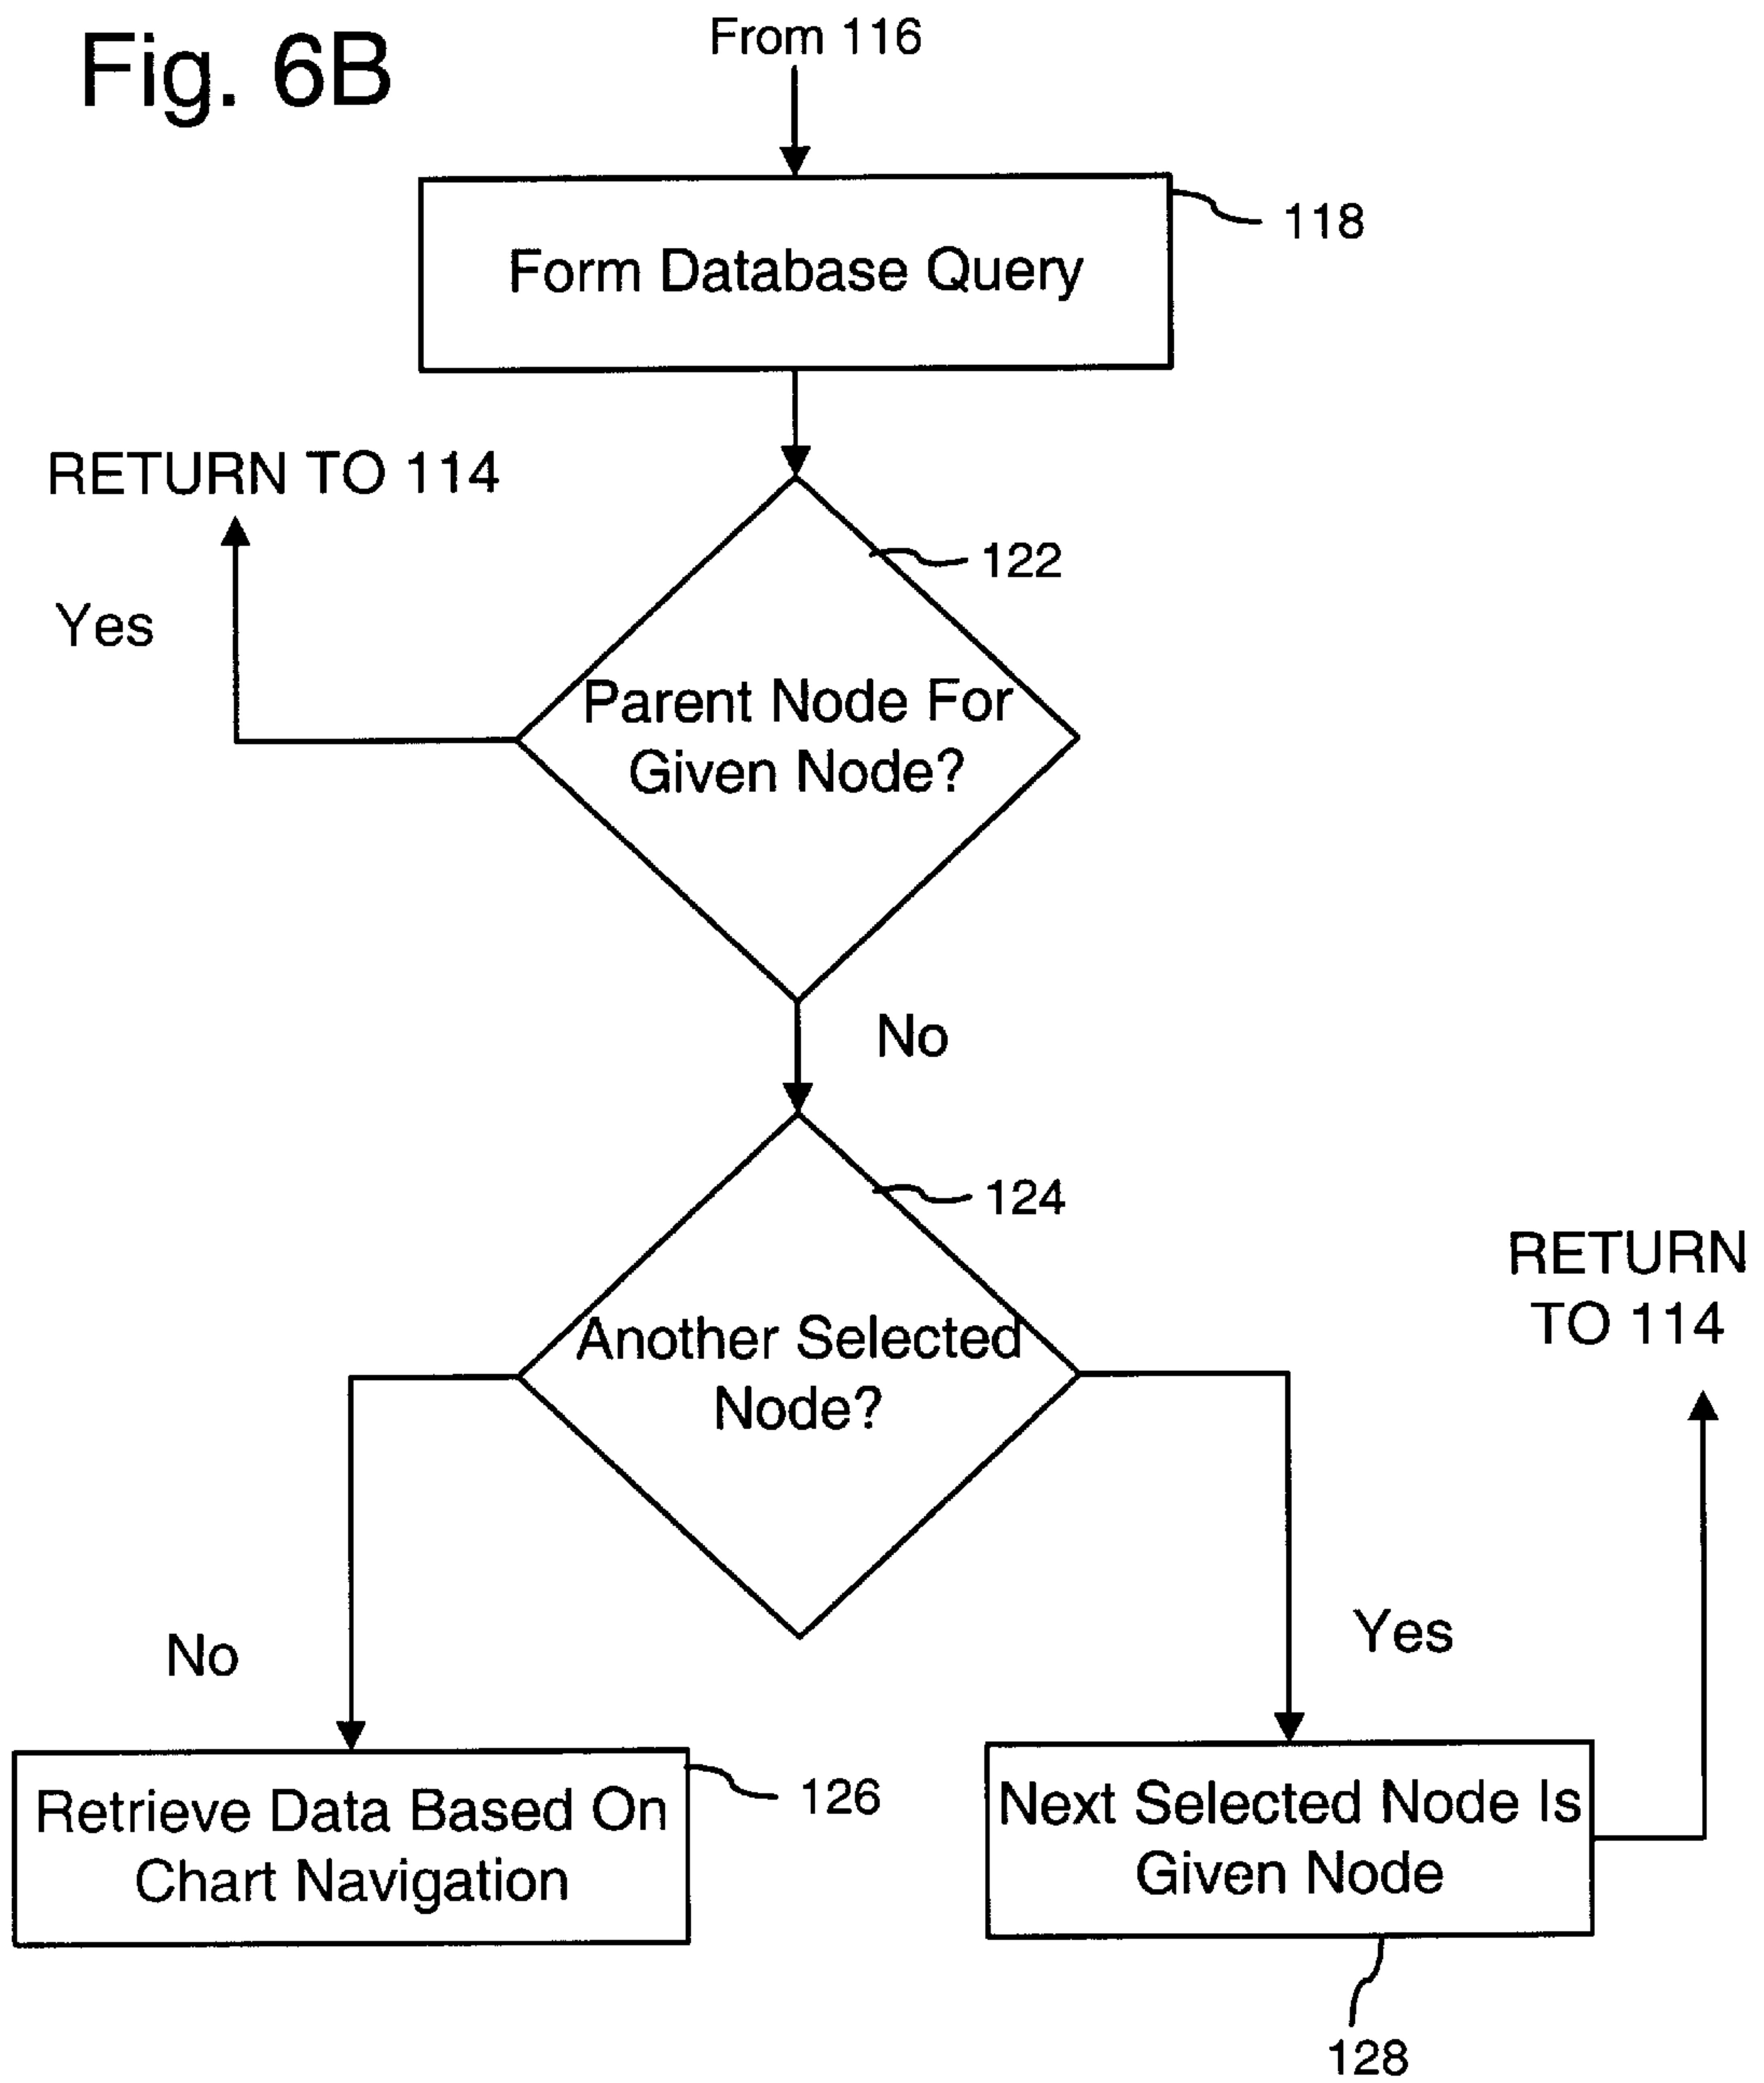 Fig. 6B
From 116
118
Form Database Query
RETURN TO 114
122
Yes
Parent Node For
Given Node?
No
124
RETURN
TO 114
Another Selected
Node?
No
Yes
Retrieve Data Based On
Chart Navigation
126
Next Selected Node Is
Given Node
128